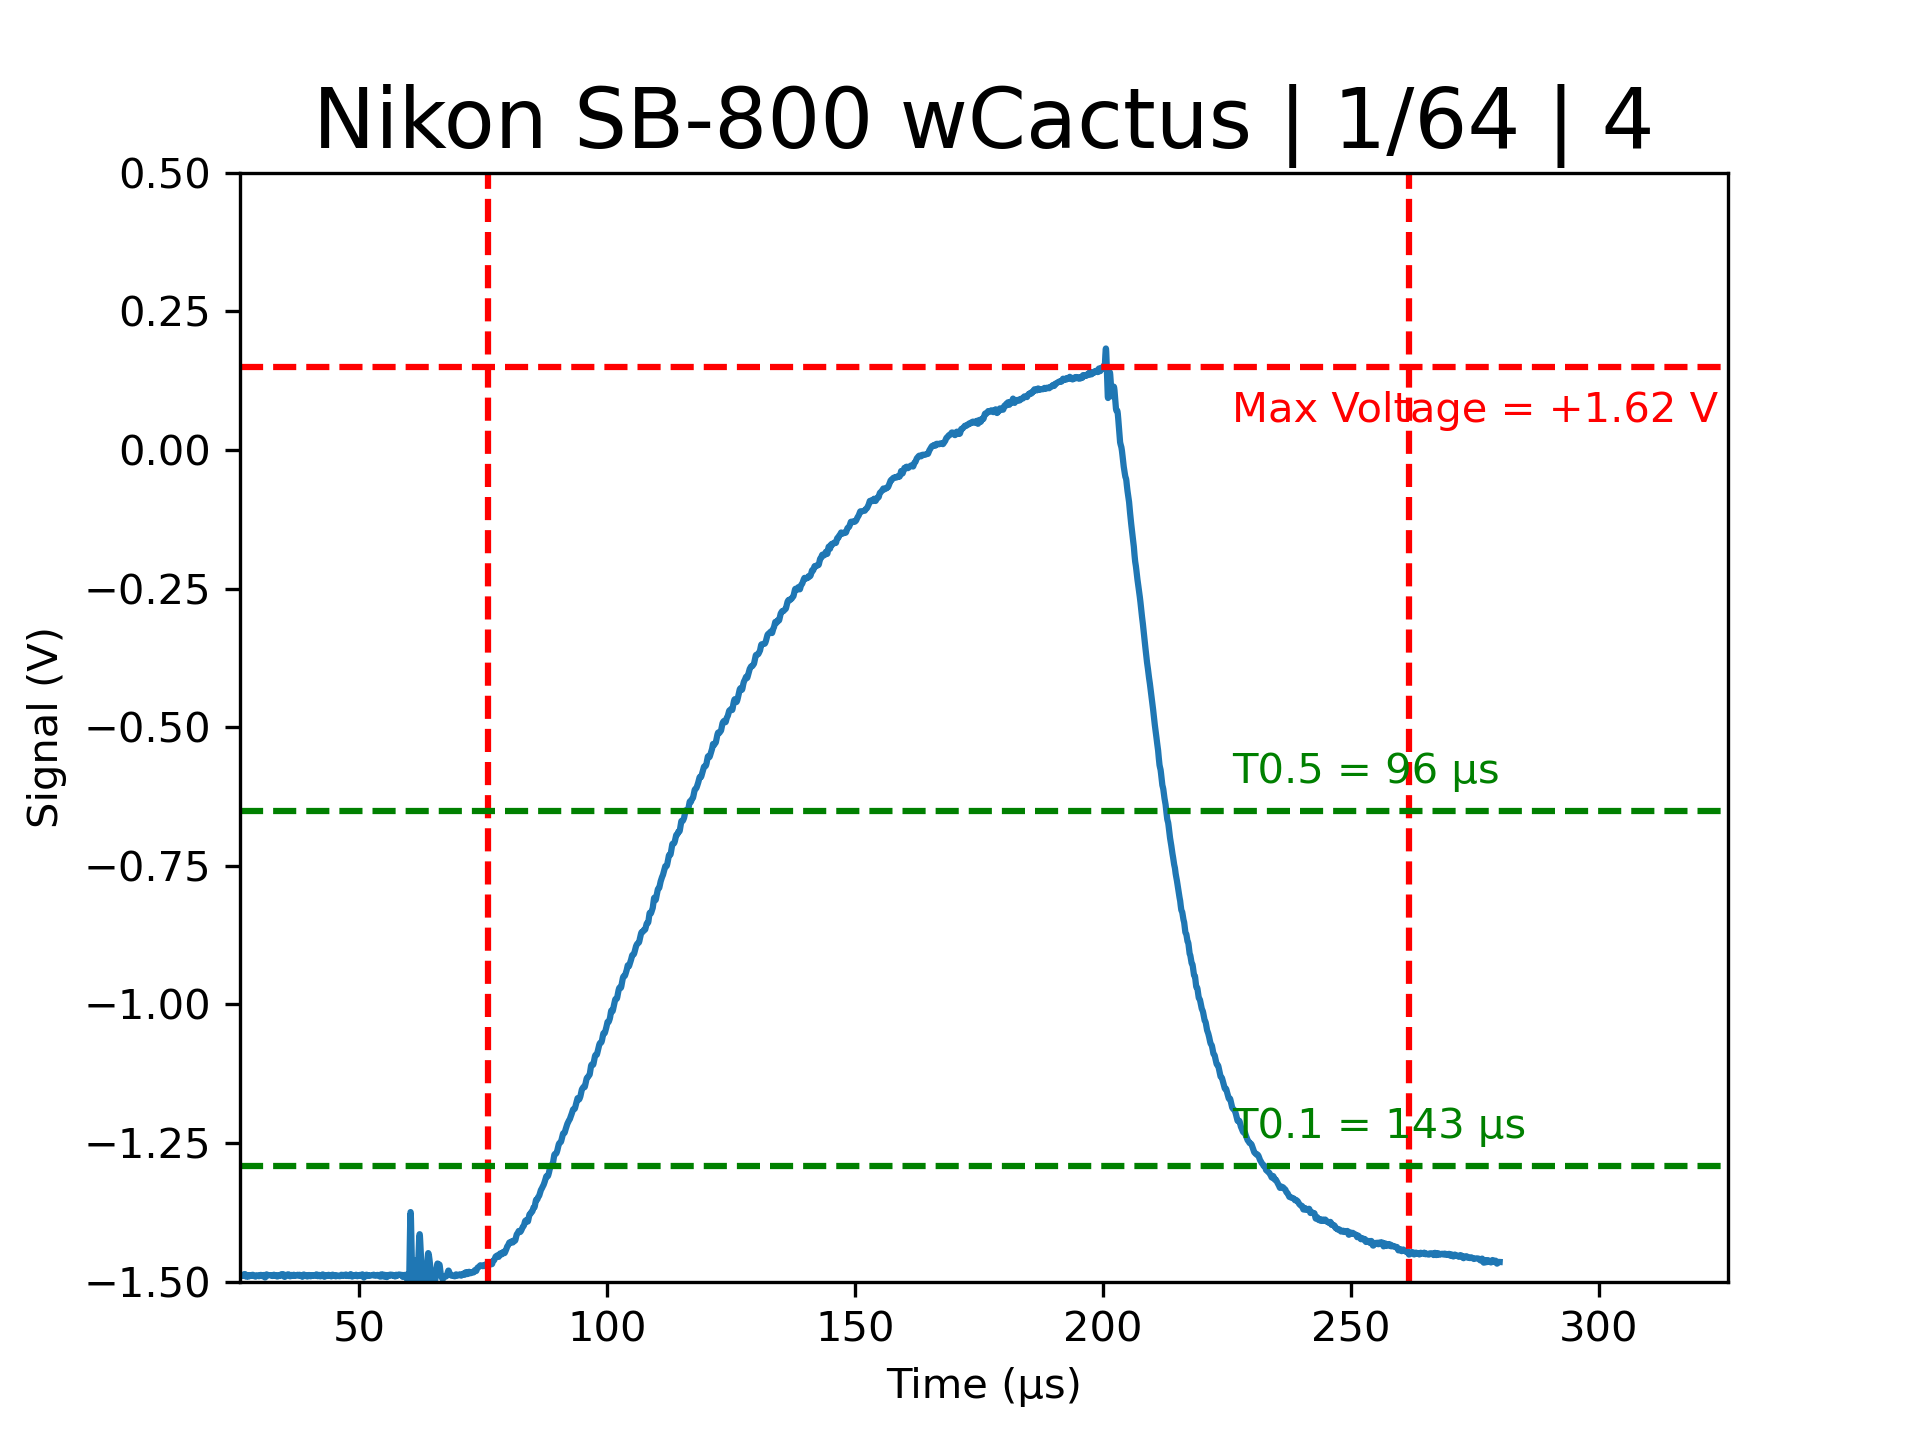 Nikon SB-800 wCactus | 1/64 | 4
0.50
0.25
0.00
−0.25
−0.50
−0.75
−1.00
−1.25
−1.50
Signal (V)
Max Voltage = +1.62 V
T0.5 = 96 µs
T0.1 = 143 µs
50 100 150 200 250 300
Time (µs)